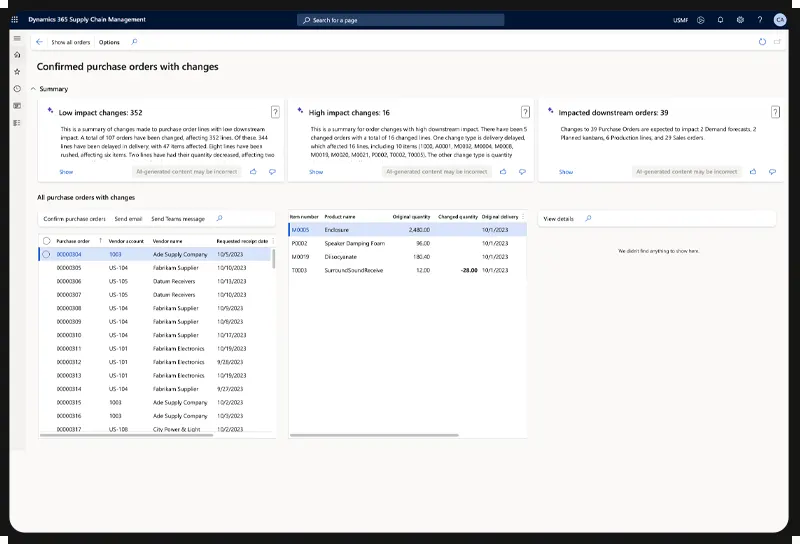 Dynamics 365 Supply Chain Management
Search for a page
USMF
?
CA
Show all orders
Options
Confirmed purchase orders with changes
Summary
Low impact changes: 352
?
This is a summary of changes made to purchase order lines with low downstream
impact. A total of 107 orders have been changed, affecting 352 lines. Of these, 344
lines have been delayed in delivery, with 47 items affected. Eight lines have been
rushed, affecting six items. Two lines have had their quantity decreased, affecting two
Show
AI-generated content may be incorrect
High impact changes: 16
?
This is a summary for order changes with high downstream impact. There have been 5
changed orders with a total of 16 changed lines. One change type is delivery delayed,
which affected 16 lines, including 10 items (1000, A0001, M0002, M0004, M0008,
M0019, M0020, M0021, P0002, T0002, T0005). The other change type is quantity
Show
AI-generated content may be incorrect
Impacted downstream orders: 39
?
Changes to 39 Purchase Orders are expected to impact 2 Demand forecasts, 2
Planned kanbans, 6 Production lines, and 29 Sales orders.
Show
AI-generated content may be incorrect
All purchase orders with changes
Confirm purchase orders Send email Send Teams message
Purchase order ↑ Vendor account Vendor name Requested receipt date
00000304 1003 Ade Supply Company 10/5/2023
00000305 US-104 Fabrikam Supplier 10/10/2023
00000306 US-105 Datum Receivers 10/13/2023
00000307 US-105 Datum Receivers 10/10/2023
00000308 US-104 Fabrikam Supplier 10/9/2023
00000309 US-104 Fabrikam Supplier 10/8/2023
00000310 US-104 Fabrikam Supplier 10/17/2023
00000311 US-101 Fabrikam Electronics 10/19/2023
00000312 US-101 Fabrikam Electronics 9/28/2023
00000313 US-101 Fabrikam Electronics 10/19/2023
00000314 US-104 Fabrikam Supplier 9/27/2023
00000315 1003 Ade Supply Company 10/2/2023
00000316 1003 Ade Supply Company 10/3/2023
00000317 US-108 City Power & Light 10/2/2023
Item number Product name Original quantity Changed quantity Original delivery
M0005 Enclosure 2,480.00 10/1/2023
P0002 Speaker Damping Foam 96.00 10/1/2023
M0019 Diisocyanate 180.40 10/1/2023
T0003 SurroundSoundReceive 12.00 -28.00 10/1/2023
View details
We didn't find anything to show here.